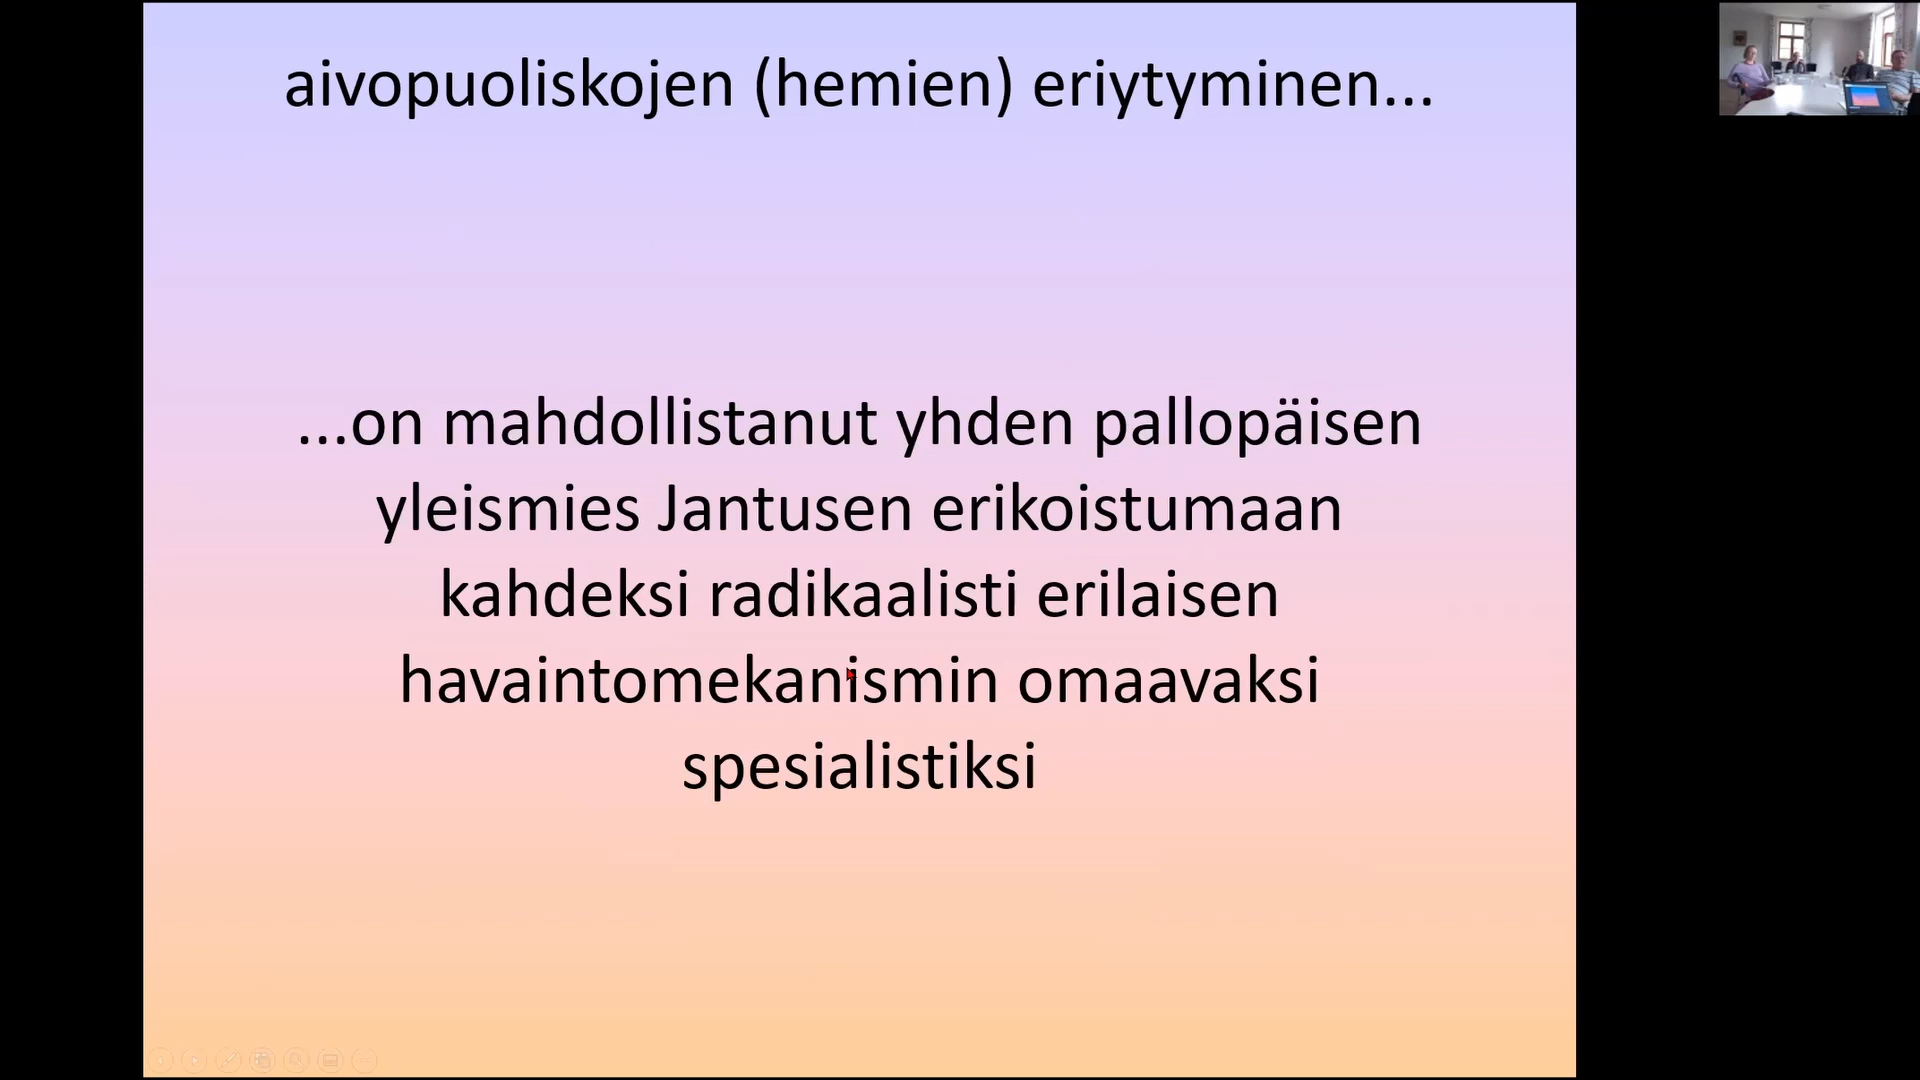 aivopuoliskojen (hemien) eriytyminen...
...on mahdollistanut yhden pallopäisen
yleismies Jantusen erikoistumaan
kahdeksi radikaalisti erilaisen
havaintomekanismin omaavaksi
spesialistiksi